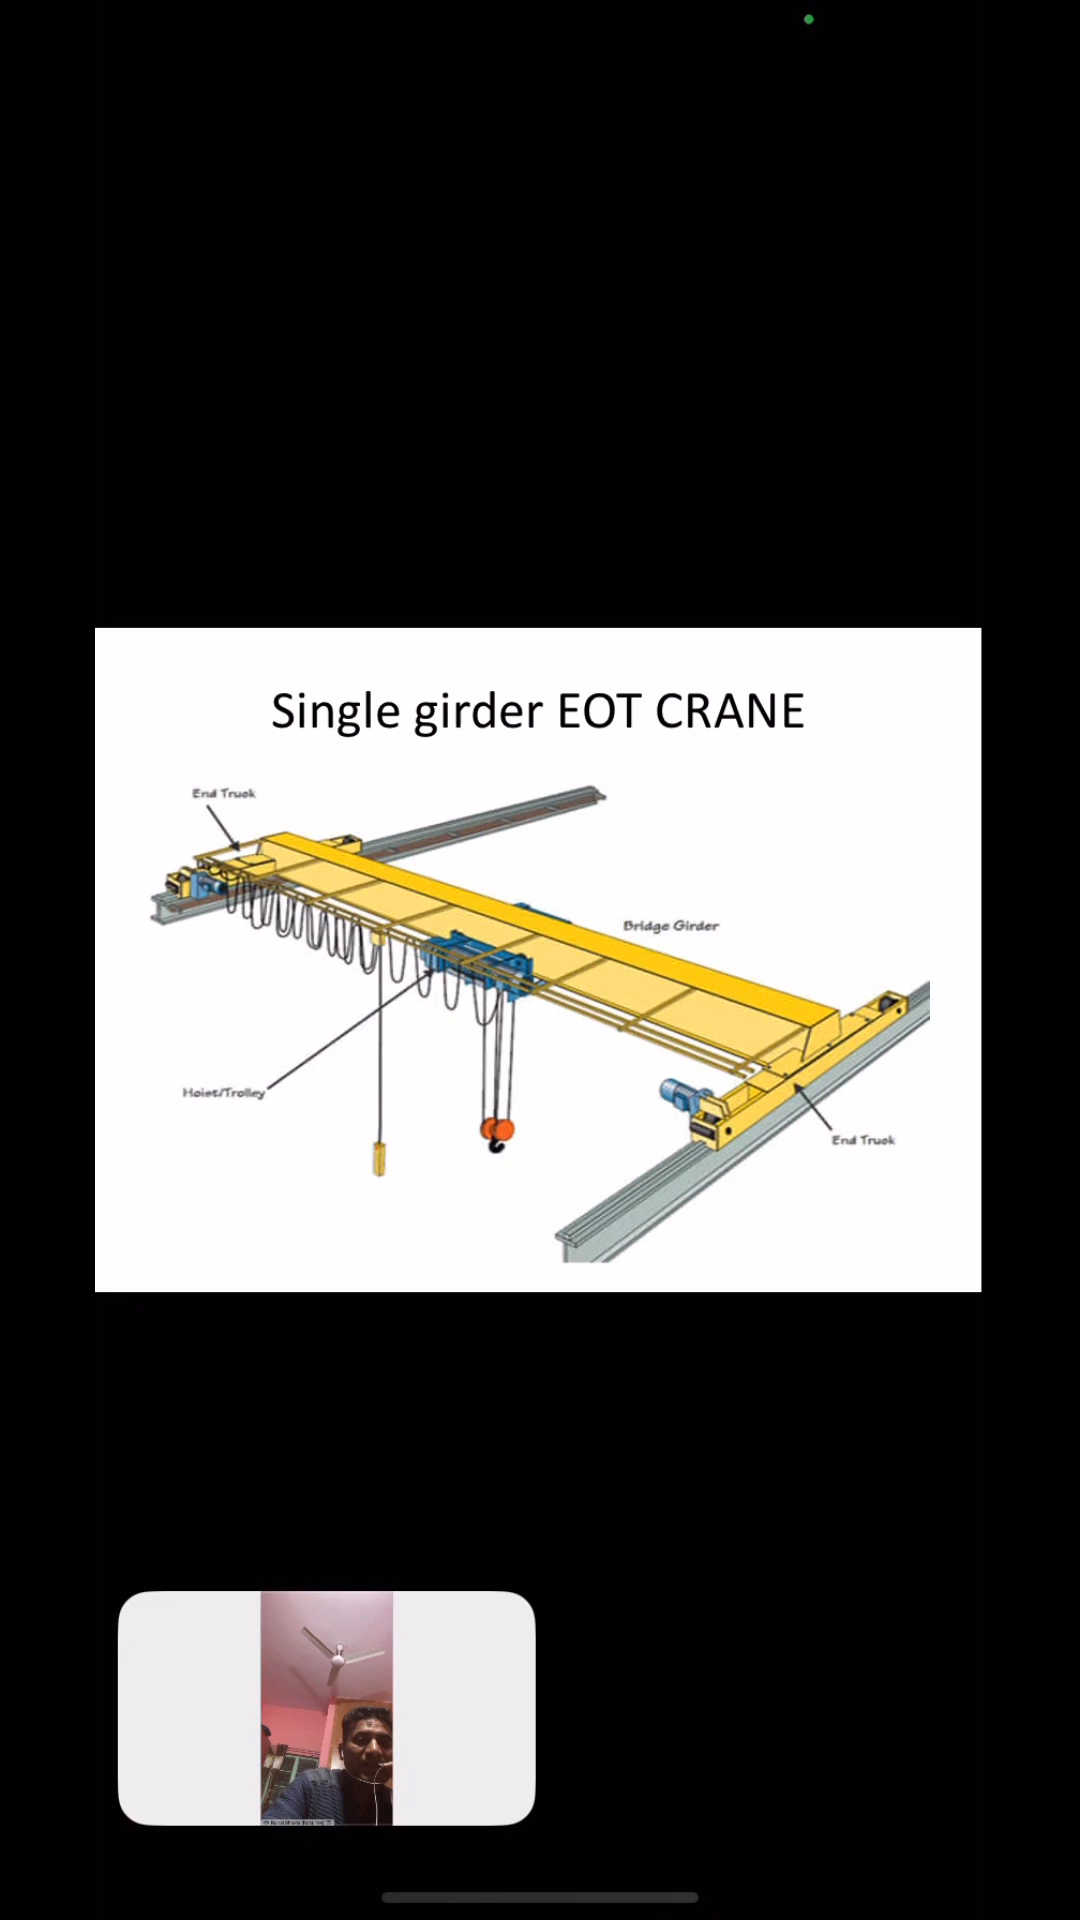 Single girder EOT CRANE
End Truck
Bridge Girder
Hoist/Trolley
End Truck